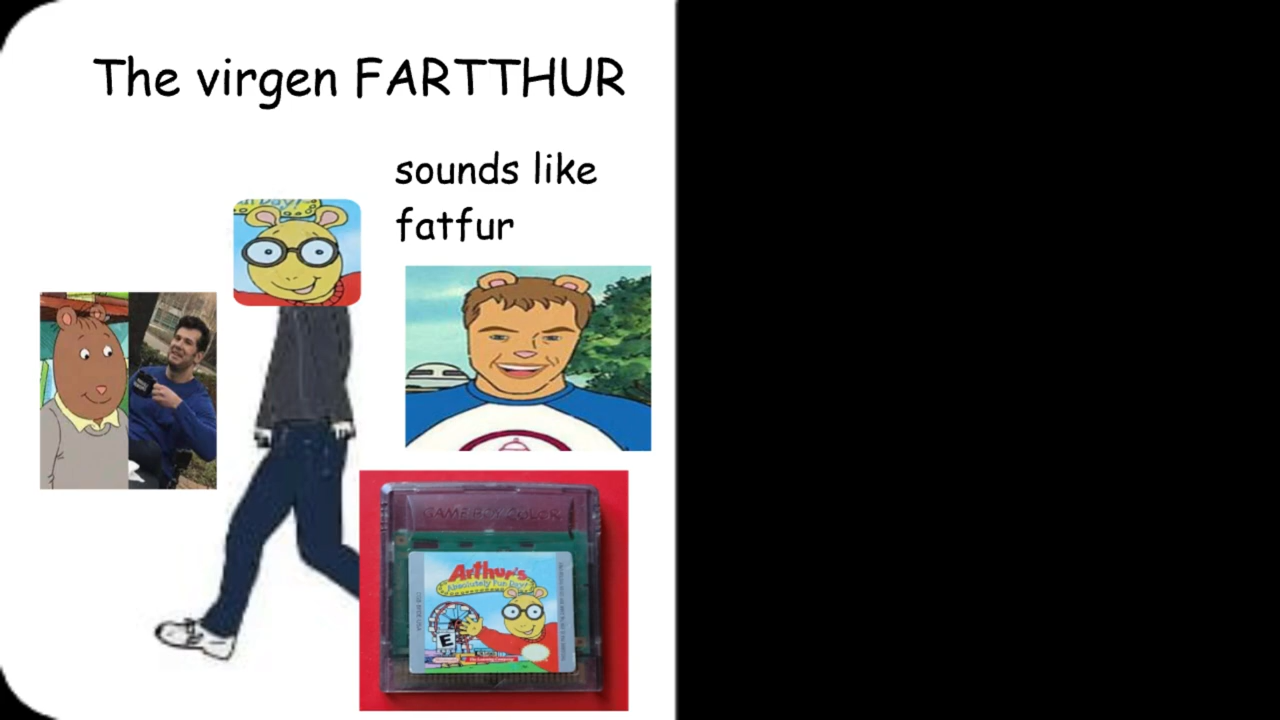 The virgen FARTTHUR
sounds like
fatfur
GAME BOY COLOR
Arthur's
Absolutely Fun Day!
E